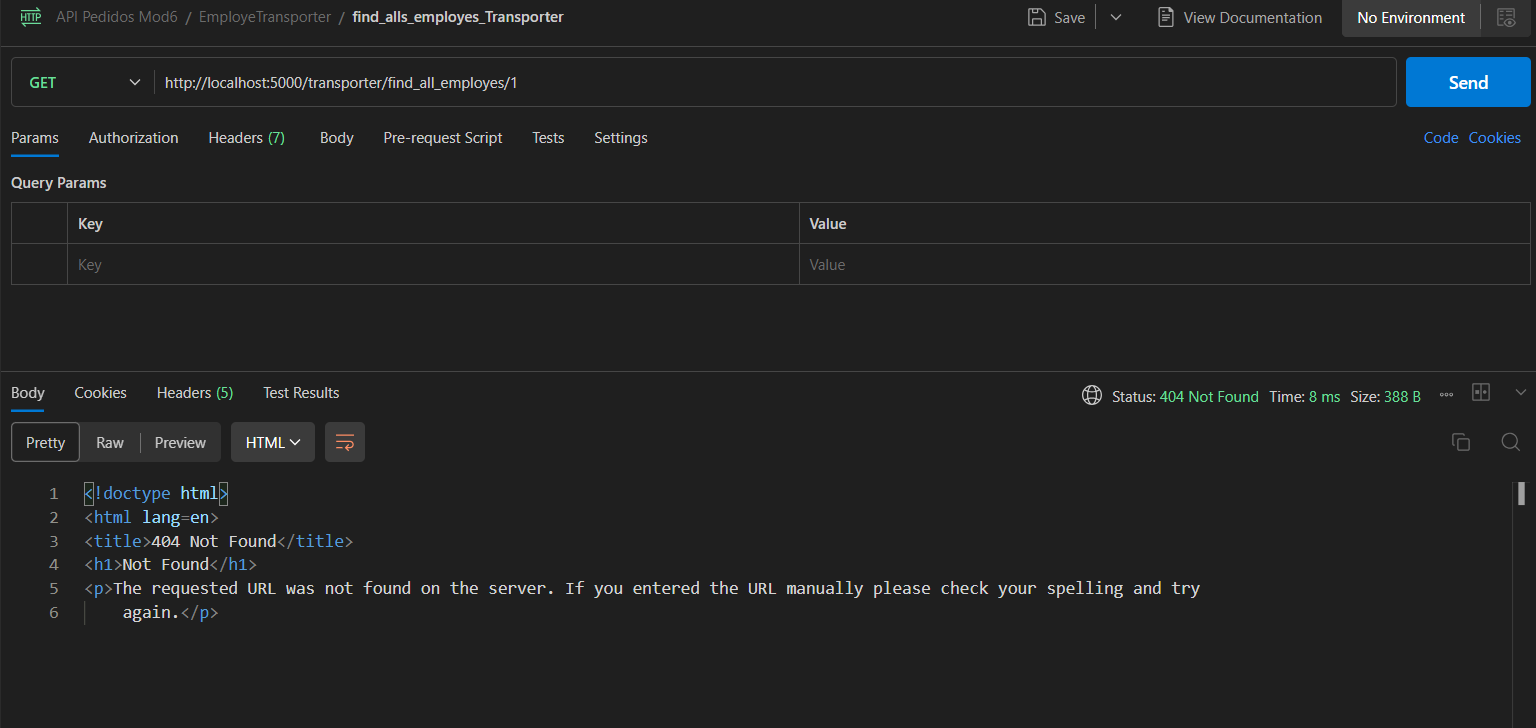 HTTP API Pedidos Mod6 / EmployeTransporter / find_alls_employes_Transporter Save View Documentation No Environment
GET http://localhost:5000/transporter/find_all_employes/1 Send
Params Authorization Headers (7) Body Pre-request Script Tests Settings Code Cookies
Query Params
Key Value
Key Value
Body Cookies Headers (5) Test Results Status: 404 Not Found Time: 8 ms Size: 388 B
Pretty Raw Preview HTML
1 <!doctype html>
2 <html lang=en>
3 <title>404 Not Found</title>
4 <h1>Not Found</h1>
5 <p>The requested URL was not found on the server. If you entered the URL manually please check your spelling and try
6 again.</p>